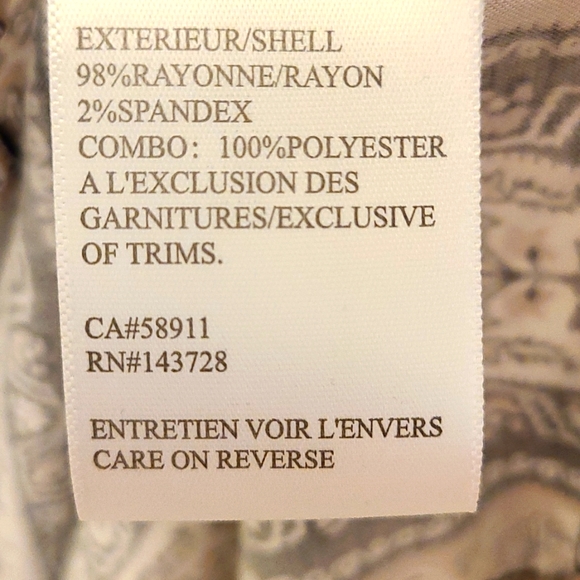 EXTERIEUR/SHELL
98%RAYONNE/RAYON
2%SPANDEX
COMBO: 100%POLYESTER
A L'EXCLUSION DES
GARNITURES/EXCLUSIVE
OF TRIMS.
CA#58911
RN#143728
ENTRETIEN VOIR L'ENVERS
CARE ON REVERSE